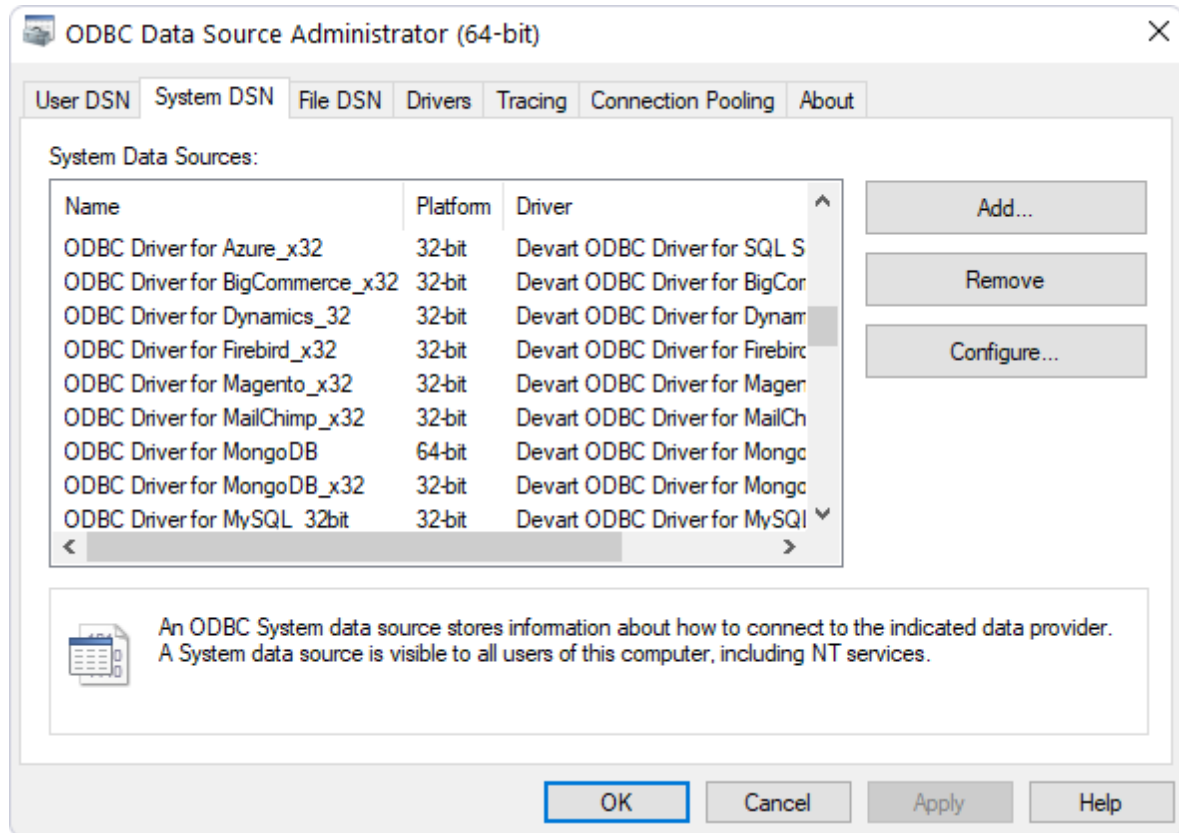 ODBC Data Source Administrator (64-bit)
User DSN System DSN File DSN Drivers Tracing Connection Pooling About
System Data Sources:
Name Platform Driver
ODBC Driver for Azure_x32 32-bit Devart ODBC Driver for SQL S
ODBC Driver for BigCommerce_x32 32-bit Devart ODBC Driver for BigCor
ODBC Driver for Dynamics_32 32-bit Devart ODBC Driver for Dynam
ODBC Driver for Firebird_x32 32-bit Devart ODBC Driver for Firebirc
ODBC Driver for Magento_x32 32-bit Devart ODBC Driver for Magen
ODBC Driver for MailChimp_x32 32-bit Devart ODBC Driver for MailCh
ODBC Driver for MongoDB 64-bit Devart ODBC Driver for Mongo
ODBC Driver for MongoDB_x32 32-bit Devart ODBC Driver for Mongo
ODBC Driver for MySQL_32bit 32-bit Devart ODBC Driver for MySQl
Add...
Remove
Configure...
An ODBC System data source stores information about how to connect to the indicated data provider.
A System data source is visible to all users of this computer, including NT services.
OK Cancel Apply Help